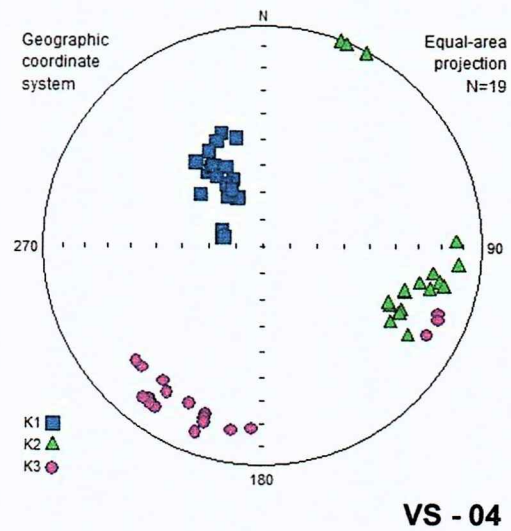 N
Geographic
coordinate
system
Equal-area
projection
N=19
270
90
K1
K2
K3
180
VS - 04